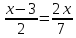 (x−3)/2 = 2x/7